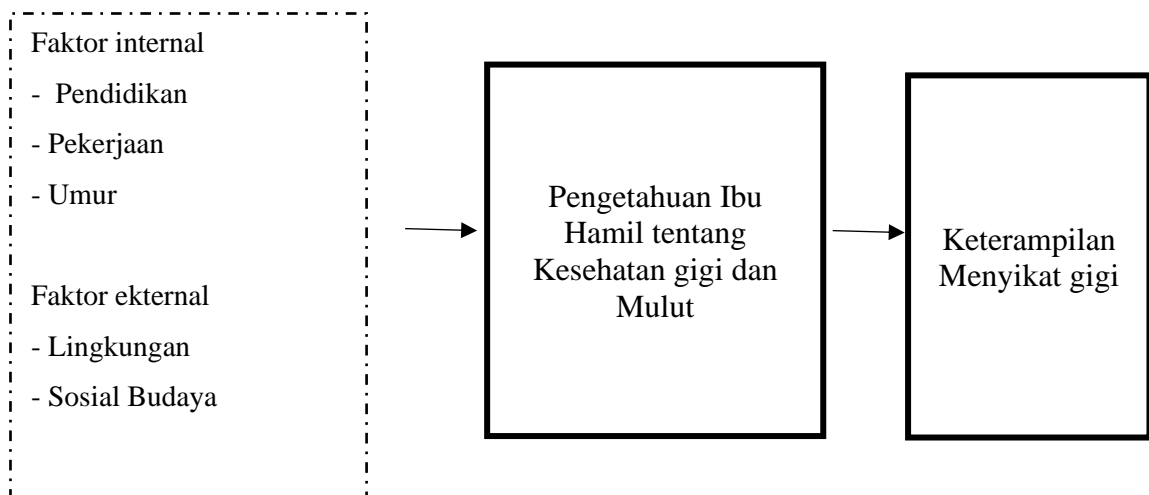 Faktor internal
- Pendidikan
- Pekerjaan
- Umur
Faktor ekternal
- Lingkungan
- Sosial Budaya
Pengetahuan Ibu
Hamil tentang
Kesehatan gigi dan
Mulut
Keterampilan
Menyikat gigi